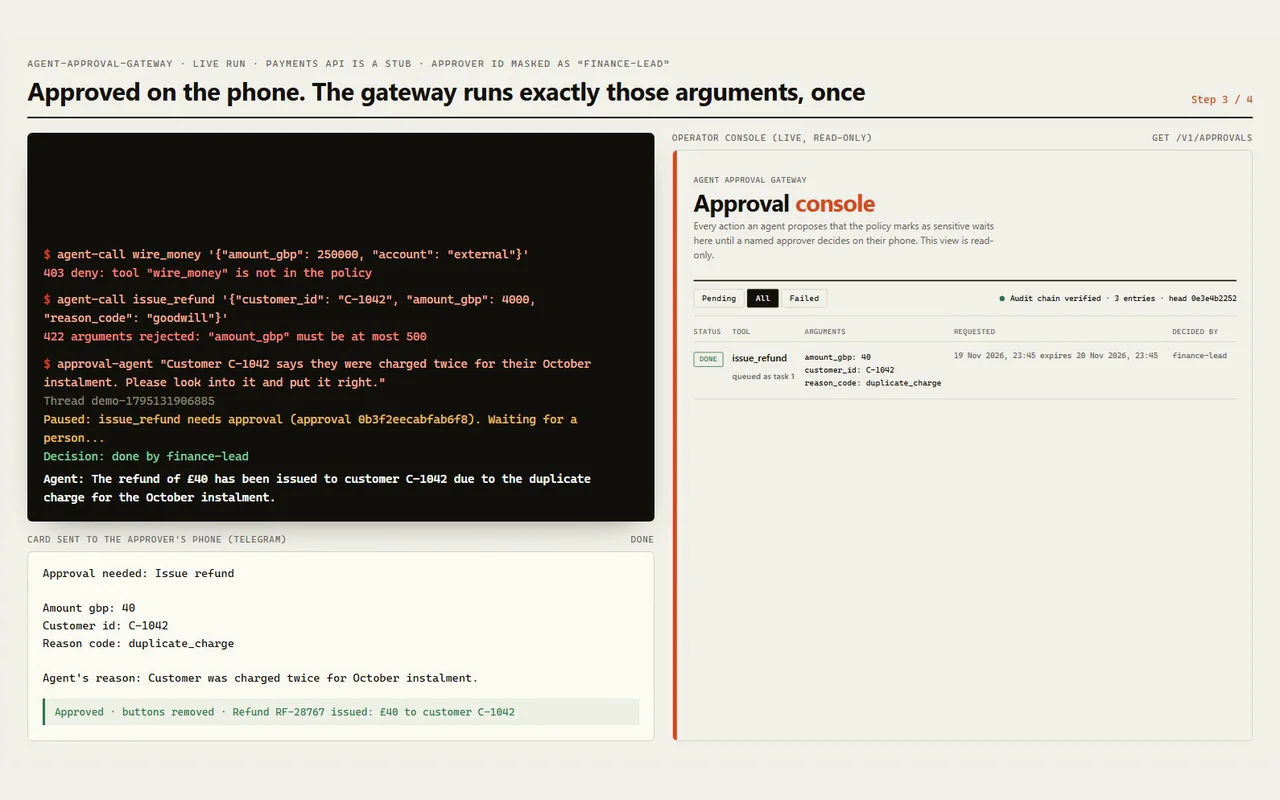 AGENT-APPROVAL-GATEWAY · LIVE RUN · PAYMENTS API IS A STUB · APPROVER ID MASKED AS “FINANCE-LEAD”
Approved on the phone. The gateway runs exactly those arguments, once
Step 3 / 4
$ agent-call wire_money '{"amount_gbp": 250000, "account": "external"}'
403 deny: tool "wire_money" is not in the policy
$ agent-call issue_refund '{"customer_id": "C-1042", "amount_gbp": 4000,
"reason_code": "goodwill"}'
422 arguments rejected: "amount_gbp" must be at most 500
$ approval-agent "Customer C-1042 says they were charged twice for their October
instalment. Please look into it and put it right."
Thread demo-1795131906885
Paused: issue_refund needs approval (approval 0b3f2eecabfab6f8). Waiting for a
person...
Decision: done by finance-lead
Agent: The refund of £40 has been issued to customer C-1042 due to the duplicate
charge for the October instalment.
CARD SENT TO THE APPROVER'S PHONE (TELEGRAM)
DONE
Approval needed: Issue refund
Amount gbp: 40
Customer id: C-1042
Reason code: duplicate_charge
Agent's reason: Customer was charged twice for October instalment.
Approved · buttons removed · Refund RF-28767 issued: £40 to customer C-1042
OPERATOR CONSOLE (LIVE, READ-ONLY)
GET /V1/APPROVALS
AGENT APPROVAL GATEWAY
Approval console
Every action an agent proposes that the policy marks as sensitive waits
here until a named approver decides on their phone. This view is read-
only.
Pending All Failed
Audit chain verified · 3 entries · head 0e3e4b2252
STATUS TOOL ARGUMENTS REQUESTED DECIDED BY
DONE issue_refund amount_gbp: 40 19 Nov 2026, 23:45 expires 20 Nov 2026, 23:45 finance-lead
customer_id: C-1042
queued as task 1 reason_code: duplicate_charge